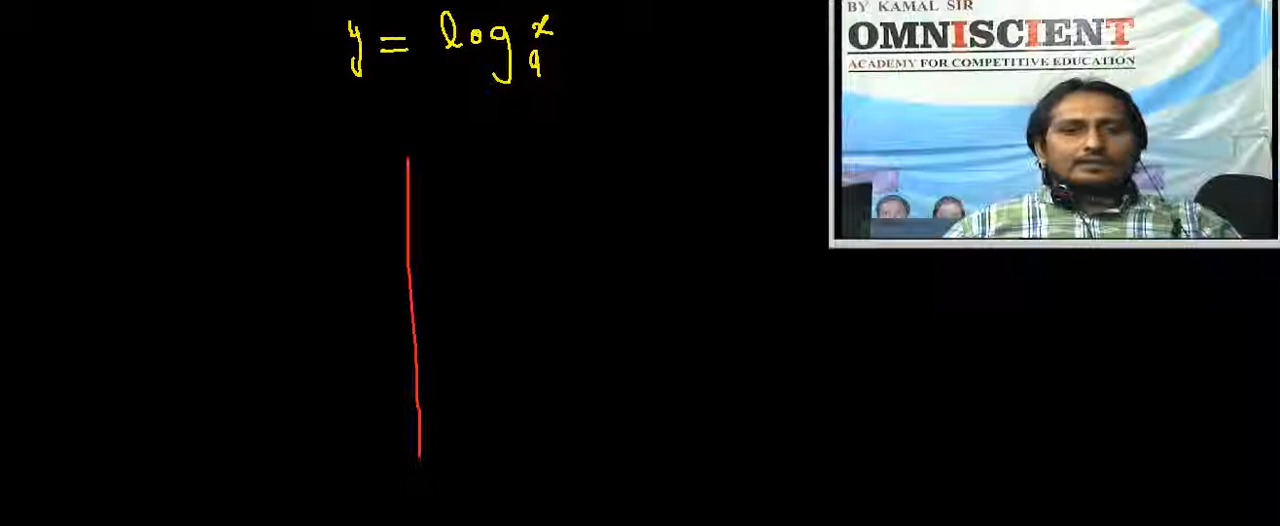 y = log x
a
BY KAMAL SIR
OMNISCIENT
ACADEMY FOR COMPETITIVE EDUCATION